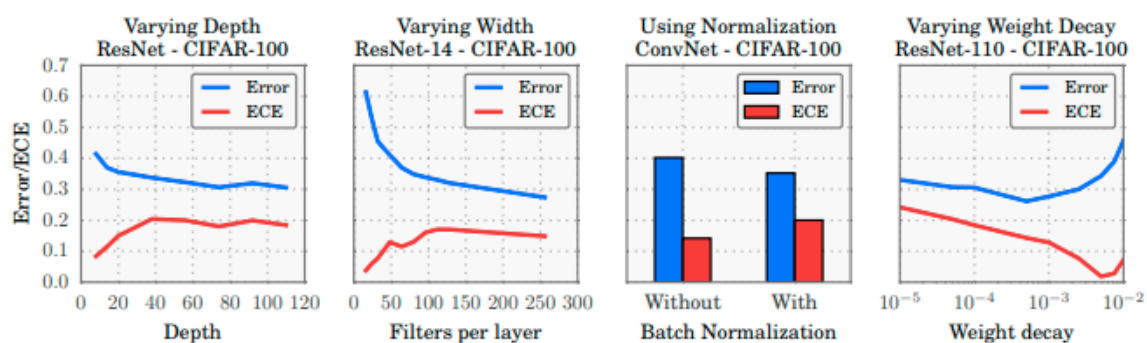 Varying Depth
ResNet - CIFAR-100
Varying Width
ResNet-14 - CIFAR-100
Using Normalization
ConvNet - CIFAR-100
Varying Weight Decay
ResNet-110 - CIFAR-100
Error/ECE
0.7
0.6
0.5
0.4
0.3
0.2
0.1
0.0
Error
ECE
0 20 40 60 80 100 120
Depth
Error
ECE
0 50 100 150 200 250 300
Filters per layer
Error
ECE
Without With
Batch Normalization
Error
ECE
10⁻⁵ 10⁻⁴ 10⁻³ 10⁻²
Weight decay